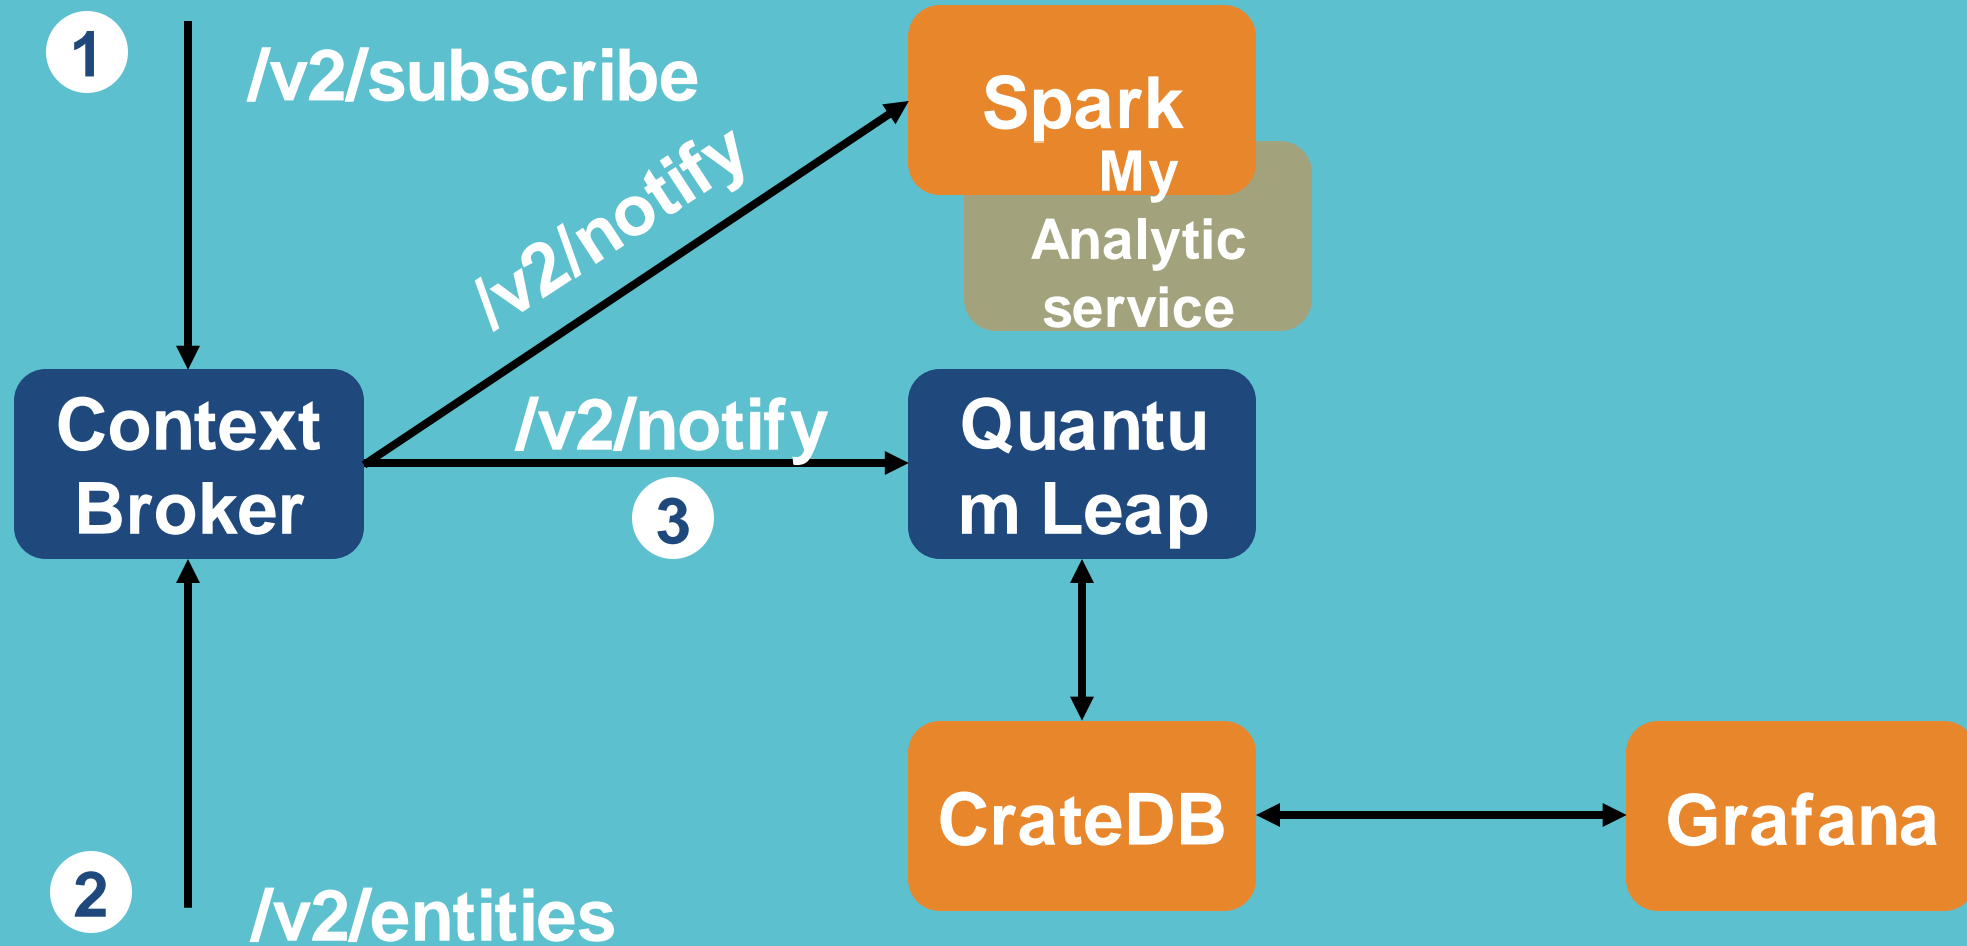 1
/v2/subscribe
Spark
My
Analytic
service
/v2/notify
Context
Broker
/v2/notify
3
Quantu
m Leap
CrateDB
Grafana
2
/v2/entities